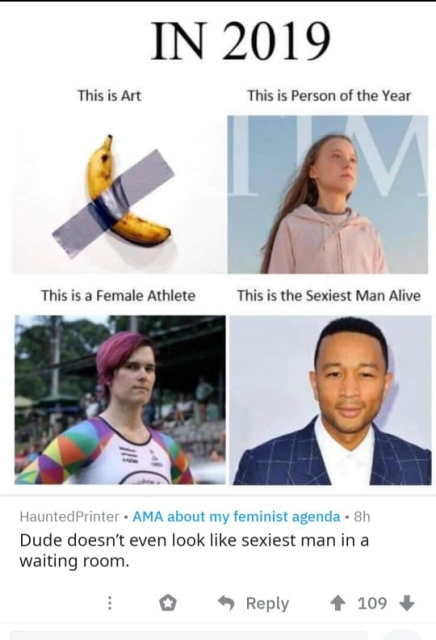 IN 2019
This is Art
This is Person of the Year
TIM
This is a Female Athlete
This is the Sexiest Man Alive
HauntedPrinter • AMA about my feminist agenda • 8h
Dude doesn't even look like sexiest man in a
waiting room.
Reply
109